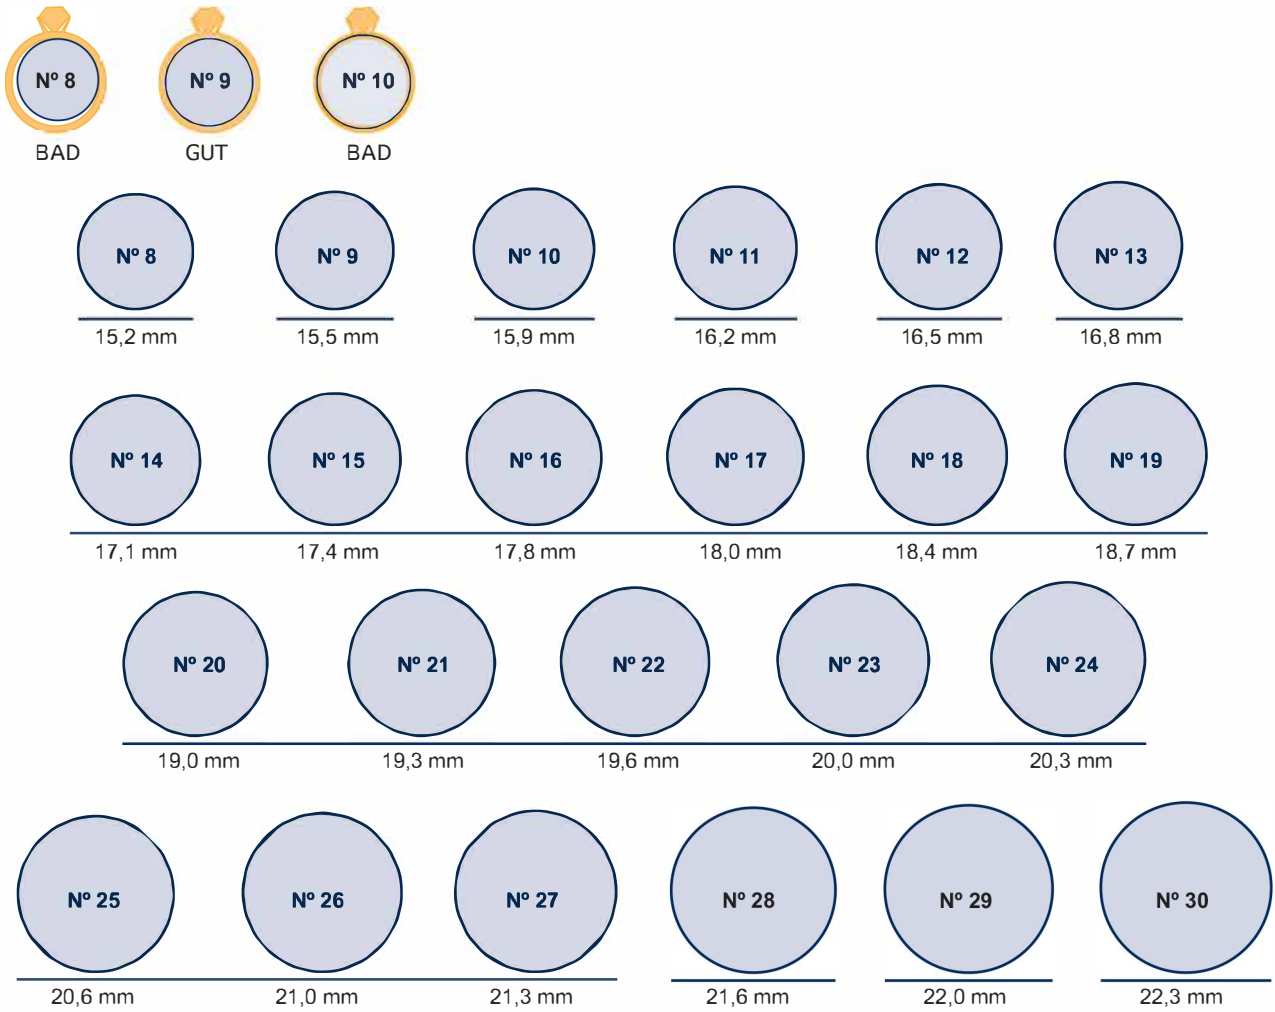 Nº 8 Nº 9 Nº 10
BAD GUT BAD
Nº 8 Nº 9 Nº 10 Nº 11 Nº 12 Nº 13
15,2 mm 15,5 mm 15,9 mm 16,2 mm 16,5 mm 16,8 mm
Nº 14 Nº 15 Nº 16 Nº 17 Nº 18 Nº 19
17,1 mm 17,4 mm 17,8 mm 18,0 mm 18,4 mm 18,7 mm
Nº 20 Nº 21 Nº 22 Nº 23 Nº 24
19,0 mm 19,3 mm 19,6 mm 20,0 mm 20,3 mm
Nº 25 Nº 26 Nº 27 Nº 28 Nº 29 Nº 30
20,6 mm 21,0 mm 21,3 mm 21,6 mm 22,0 mm 22,3 mm